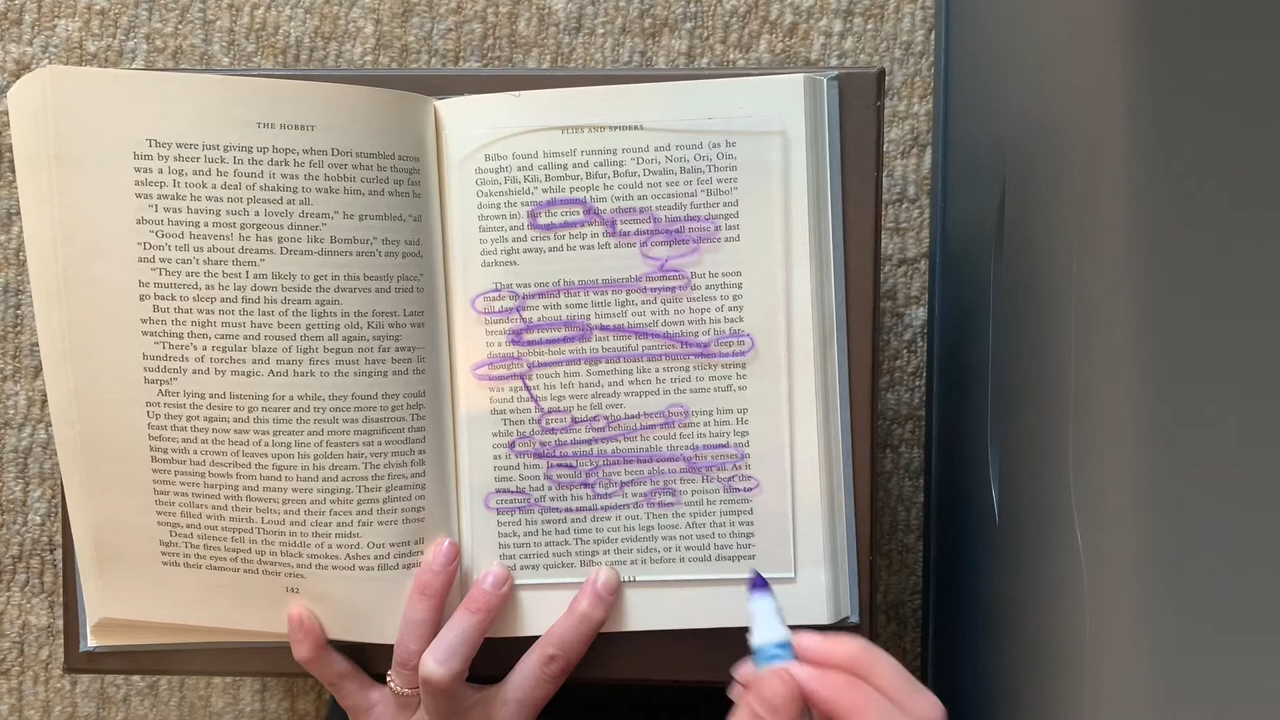 THE HOBBIT
They were just giving up hope, when Dori stumbled across
him by sheer luck. In the dark he fell over what he thought
was a log, and he found it was the hobbit curled up fast
asleep. It took a deal of shaking to wake him, and when he
was awake he was not pleased at all.
“I was having such a lovely dream,” he grumbled, “all
about having a most gorgeous dinner.”
“Good heavens! he has gone like Bombur,” they said.
“Don't tell us about dreams. Dream-dinners aren't any good,
and we can't share them.”
“They are the best I am likely to get in this beastly place,”
he muttered, as he lay down beside the dwarves and tried to
go back to sleep and find his dream again.
But that was not the last of the lights in the forest. Later
when the night must have been getting old, Kili who was
watching then, came and roused them all again, saying:
“There's a regular blaze of light begun not far away—
hundreds of torches and many fires must have been lit
suddenly and by magic. And hark to the singing and the
harps!”
After lying and listening for a while, they found they could
not resist the desire to go nearer and try once more to get help.
Up they got again; and this time the result was disastrous. The
feast that they now saw was greater and more magnificent than
before; and at the head of a long line of feasters sat a woodland
king with a crown of leaves upon his golden hair, very much as
Bombur had described the figure in his dream. The elvish folk
were passing bowls from hand to hand and across the fires, and
some were harping and many were singing. Their gleaming
hair was twined with flowers; green and white gems glinted on
their collars and their belts; and their faces and their songs
were filled with mirth. Loud and clear and fair were those
songs, and out stepped Thorin in to their midst.
Dead silence fell in the middle of a word. Out went all
light. The fires leaped up in black smokes. Ashes and cinders
were in the eyes of the dwarves, and the wood was filled again
with their clamour and their cries.
142
FLIES AND SPIDERS
Bilbo found himself running round and round (as he
thought) and calling and calling: “Dori, Nori, Ori, Oin,
Gloin, Fili, Kili, Bombur, Bifur, Bofur, Dwalin, Balin, Thorin
Oakenshield,” while people he could not see or feel were
doing the same all round him (with an occasional “Bilbo!”
thrown in). But the cries of the others got steadily further and
fainter, and though after a while it seemed to him they changed
to yells and cries for help in the far distance, all noise at last
died right away, and he was left alone in complete silence and
darkness.
That was one of his most miserable moments. But he soon
made up his mind that it was no good trying to do anything
till day came with some little light, and quite useless to go
blundering about tiring himself out with no hope of any
breakfast to revive him. So he sat himself down with his back
to a tree, and not for the last time fell to thinking of his far-
distant hobbit-hole with its beautiful pantries. He was deep in
thoughts of bacon and eggs and toast and butter when he felt
something touch him. Something like a strong sticky string
was against his left hand, and when he tried to move he
found that his legs were already wrapped in the same stuff, so
that when he got up he fell over.
Then the great spider, who had been busy tying him up
while he dozed, came from behind him and came at him. He
could only see the thing's eyes, but he could feel its hairy legs
as it struggled to wind its abominable threads round and
round him. It was lucky that he had come to his senses in
time. Soon he would not have been able to move at all. As it
was, he had a desperate fight before he got free. He beat the
creature off with his hands—it was trying to poison him to
keep him quiet, as small spiders do to flies—until he remem-
bered his sword and drew it out. Then the spider jumped
back, and he had time to cut his legs loose. After that it was
his turn to attack. The spider evidently was not used to things
that carried such stings at their sides, or it would have hur-
away quicker. Bilbo came at it before it could disappear
143